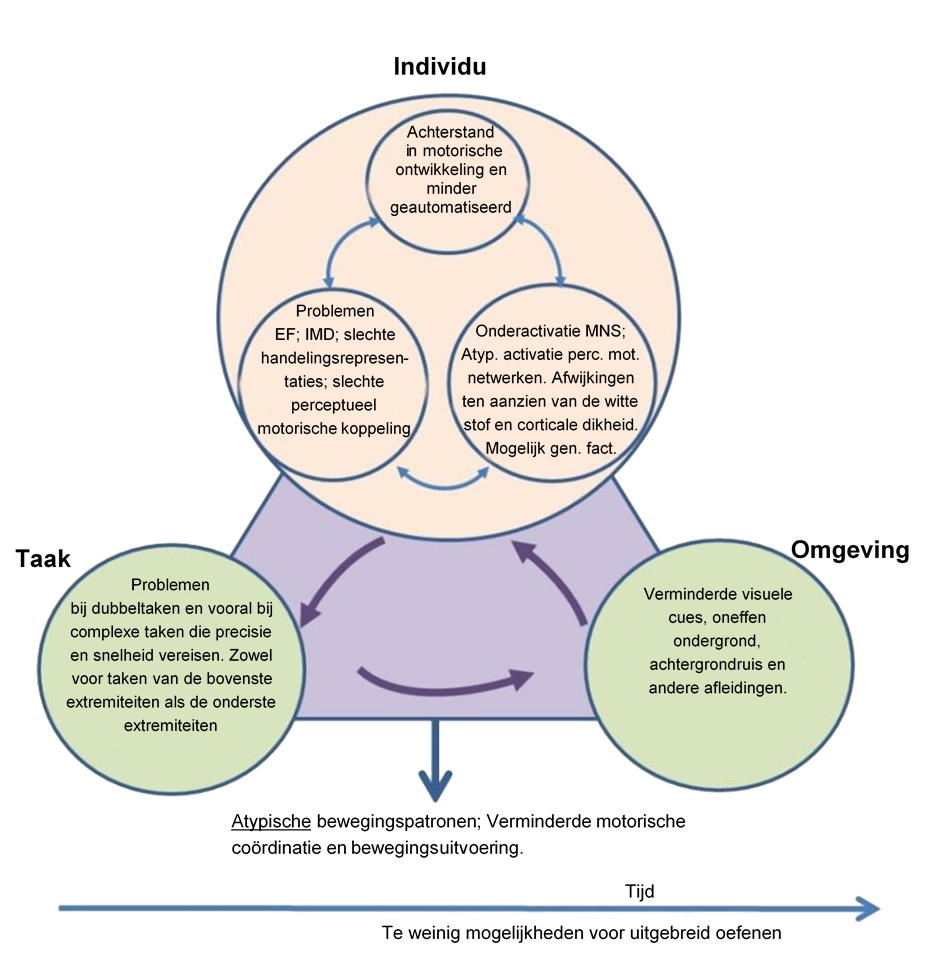 Individu
Achterstand
in motorische
ontwikkeling en
minder
geautomatiseerd
Problemen
EF; IMD; slechte
handelingsrepresen-
taties; slechte
perceptueel
motorische koppeling
Onderactivatie MNS;
Atyp. activatie perc. mot.
netwerken. Afwijkingen
ten aanzien van de witte
stof en corticale dikheid.
Mogelijk gen. fact.
Taak
Problemen
bij dubbeltaken en vooral bij
complexe taken die precisie
en snelheid vereisen. Zowel
voor taken van de bovenste
extremiteiten als de onderste
extremiteiten
Omgeving
Verminderde visuele
cues, oneffen
ondergrond,
achtergrondruis en
andere afleidingen.
Atypische bewegingspatronen; Verminderde motorische
coördinatie en bewegingsuitvoering.
Tijd
Te weinig mogelijkheden voor uitgebreid oefenen